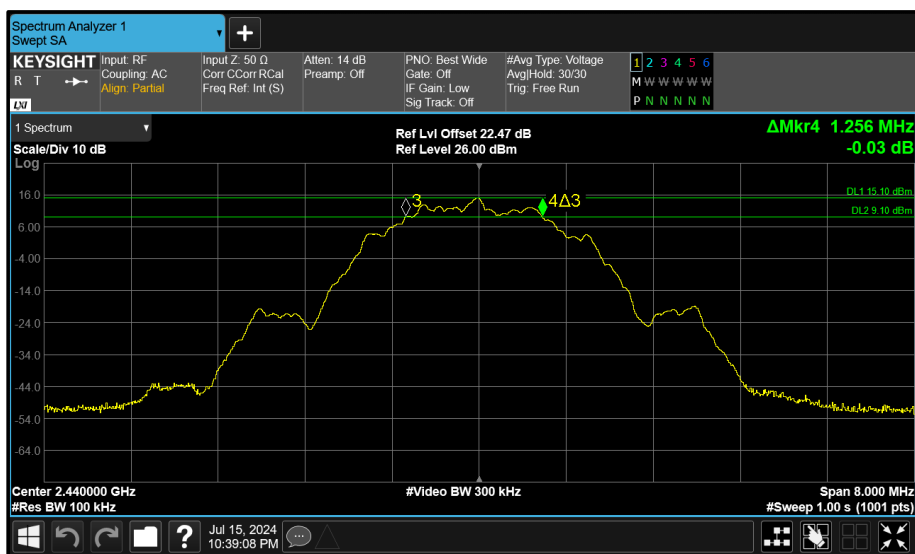 Spectrum Analyzer 1
Swept SA
+
KEYSIGHT
R T
LXI
Input: RF
Coupling: AC
Align: Partial
Input Z: 50 Ω
Corr CCorr RCal
Freq Ref: Int (S)
Atten: 14 dB
Preamp: Off
PNO: Best Wide
Gate: Off
IF Gain: Low
Sig Track: Off
#Avg Type: Voltage
Avg|Hold: 30/30
Trig: Free Run
1 2 3 4 5 6
M W W W W W
P N N N N N
1 Spectrum
Scale/Div 10 dB
Log
Ref Lvl Offset 22.47 dB
Ref Level 26.00 dBm
ΔMkr4 1.256 MHz
-0.03 dB
16.0
DL1 15.10 dBm
3
4Δ3
DL2 9.10 dBm
6.00
-4.00
-14.0
-24.0
-34.0
-44.0
-54.0
-64.0
Center 2.440000 GHz
#Video BW 300 kHz
Span 8.000 MHz
#Res BW 100 kHz
#Sweep 1.00 s (1001 pts)
?
Jul 15, 2024
10:39:08 PM